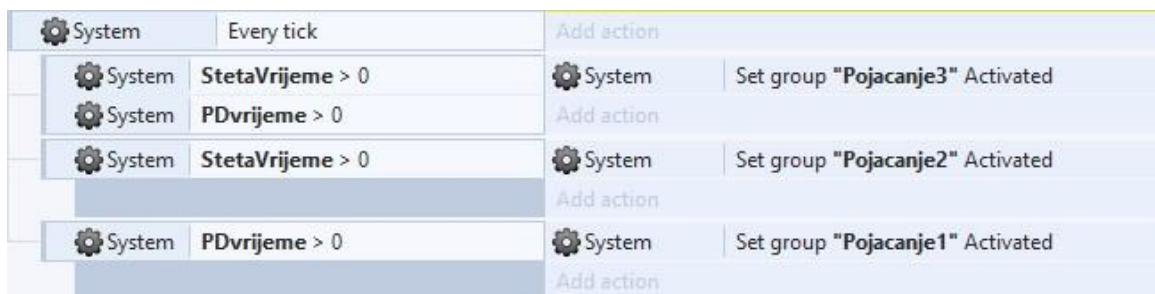 System Every tick Add action
System StetaVrijeme > 0 System Set group "Pojacanje3" Activated
System PDvrijeme > 0 Add action
System StetaVrijeme > 0 System Set group "Pojacanje2" Activated
Add action
System PDvrijeme > 0 System Set group "Pojacanje1" Activated
Add action